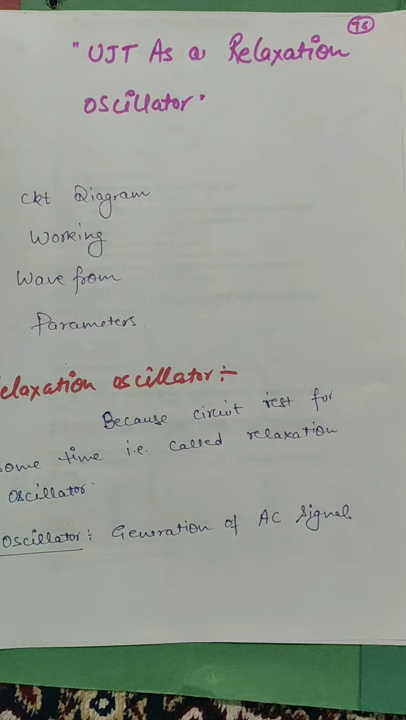 75
"UJT As a Relaxation
Oscillator"
Ckt Diagram
Working
Wave from
Parameters
elaxation oscillator:-
Because circuit rest for
ome time i.e. called relaxation
oscillator.
Oscillator: Generation of AC Signal